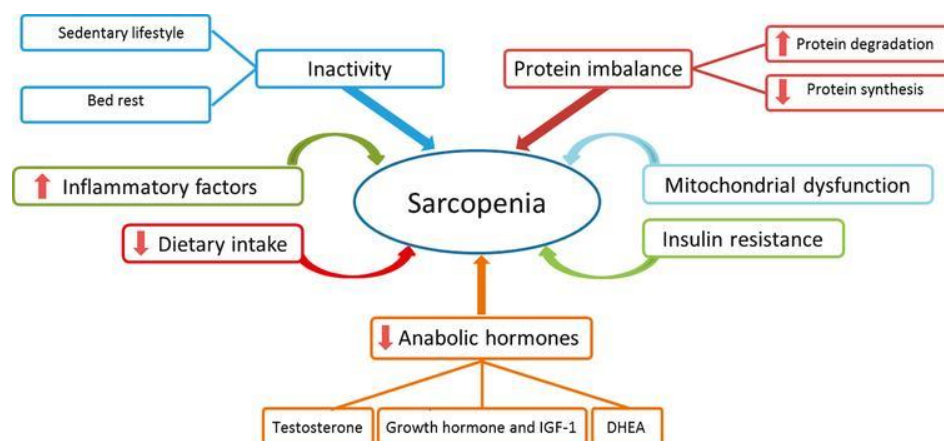 Sedentary lifestyle
Inactivity
Bed rest
Protein imbalance
Protein degradation
Protein synthesis
Inflammatory factors
Dietary intake
Sarcopenia
Mitochondrial dysfunction
Insulin resistance
Anabolic hormones
Testosterone
Growth hormone and IGF-1
DHEA